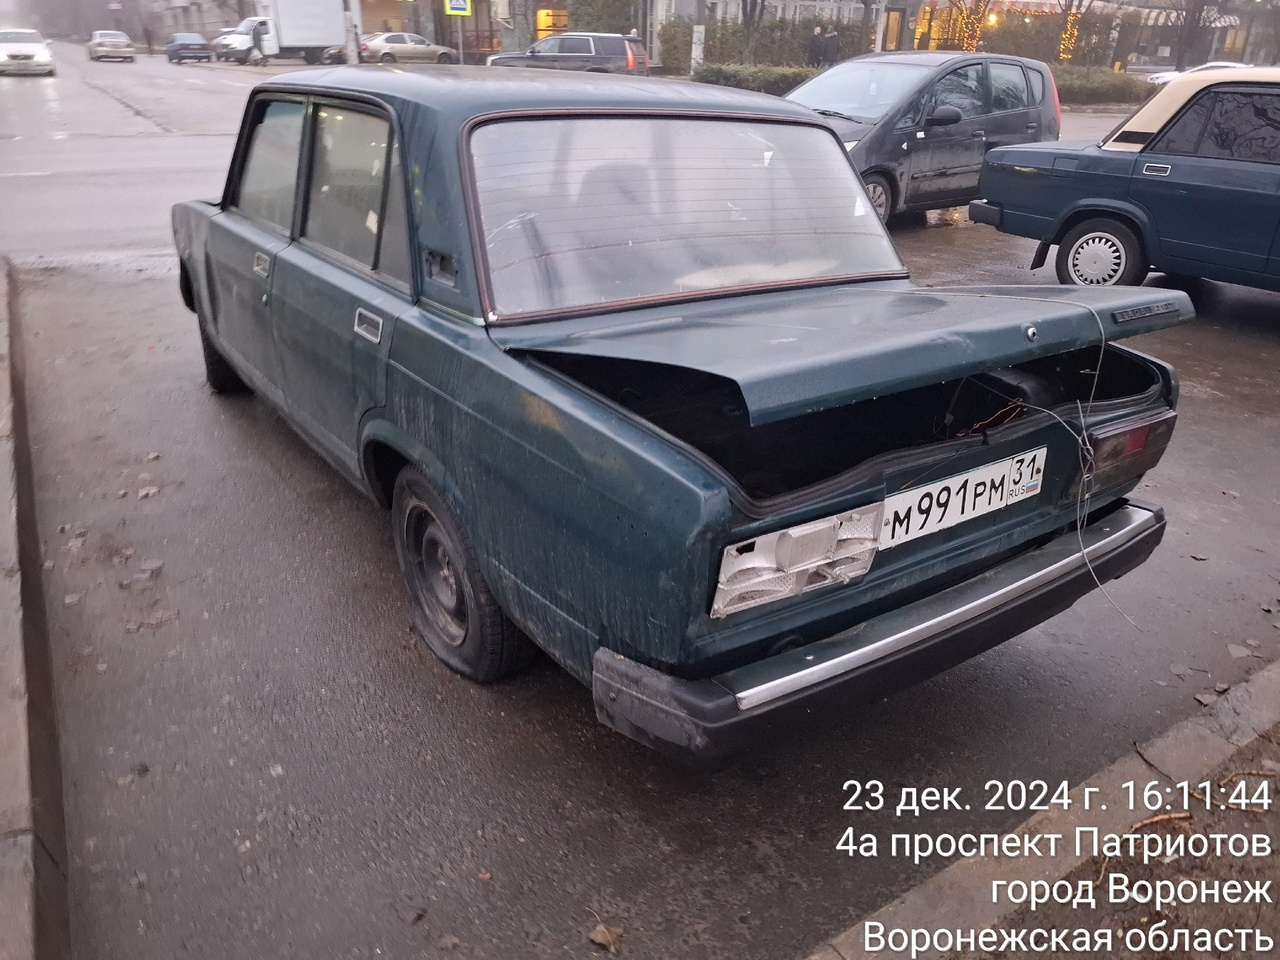 М991РМ 31
RUS
23 дек. 2024 г. 16:11:44
4а проспект Патриотов
город Воронеж
Воронежская область